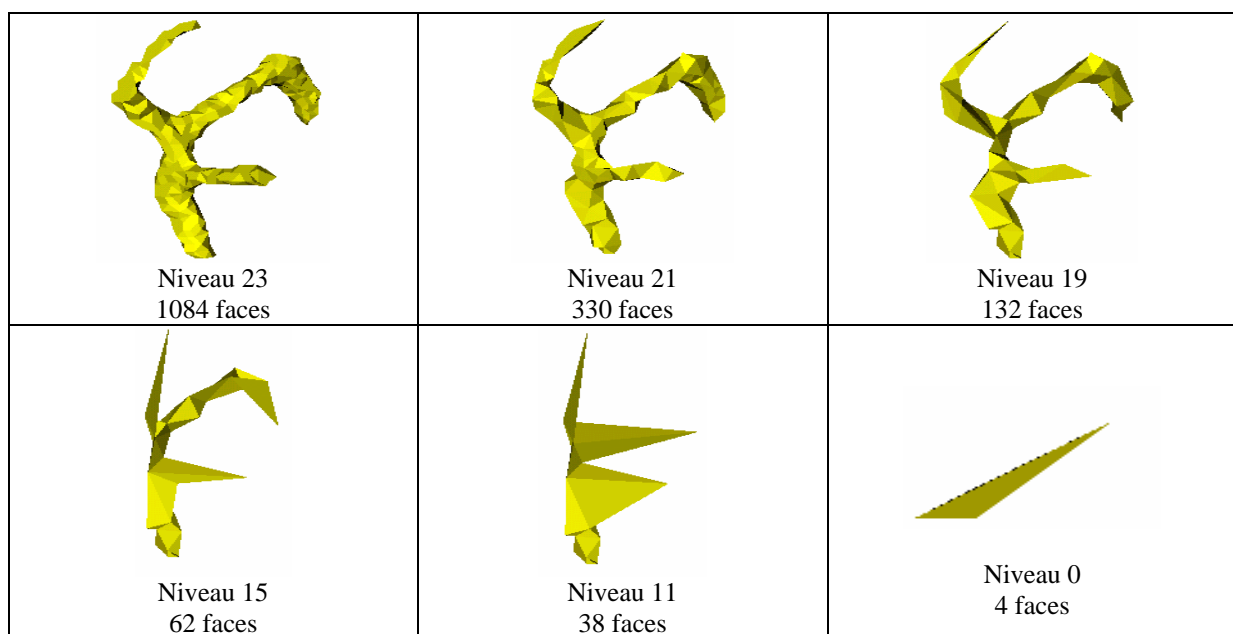 Niveau 23
1084 faces
Niveau 21
330 faces
Niveau 19
132 faces
Niveau 15
62 faces
Niveau 11
38 faces
Niveau 0
4 faces